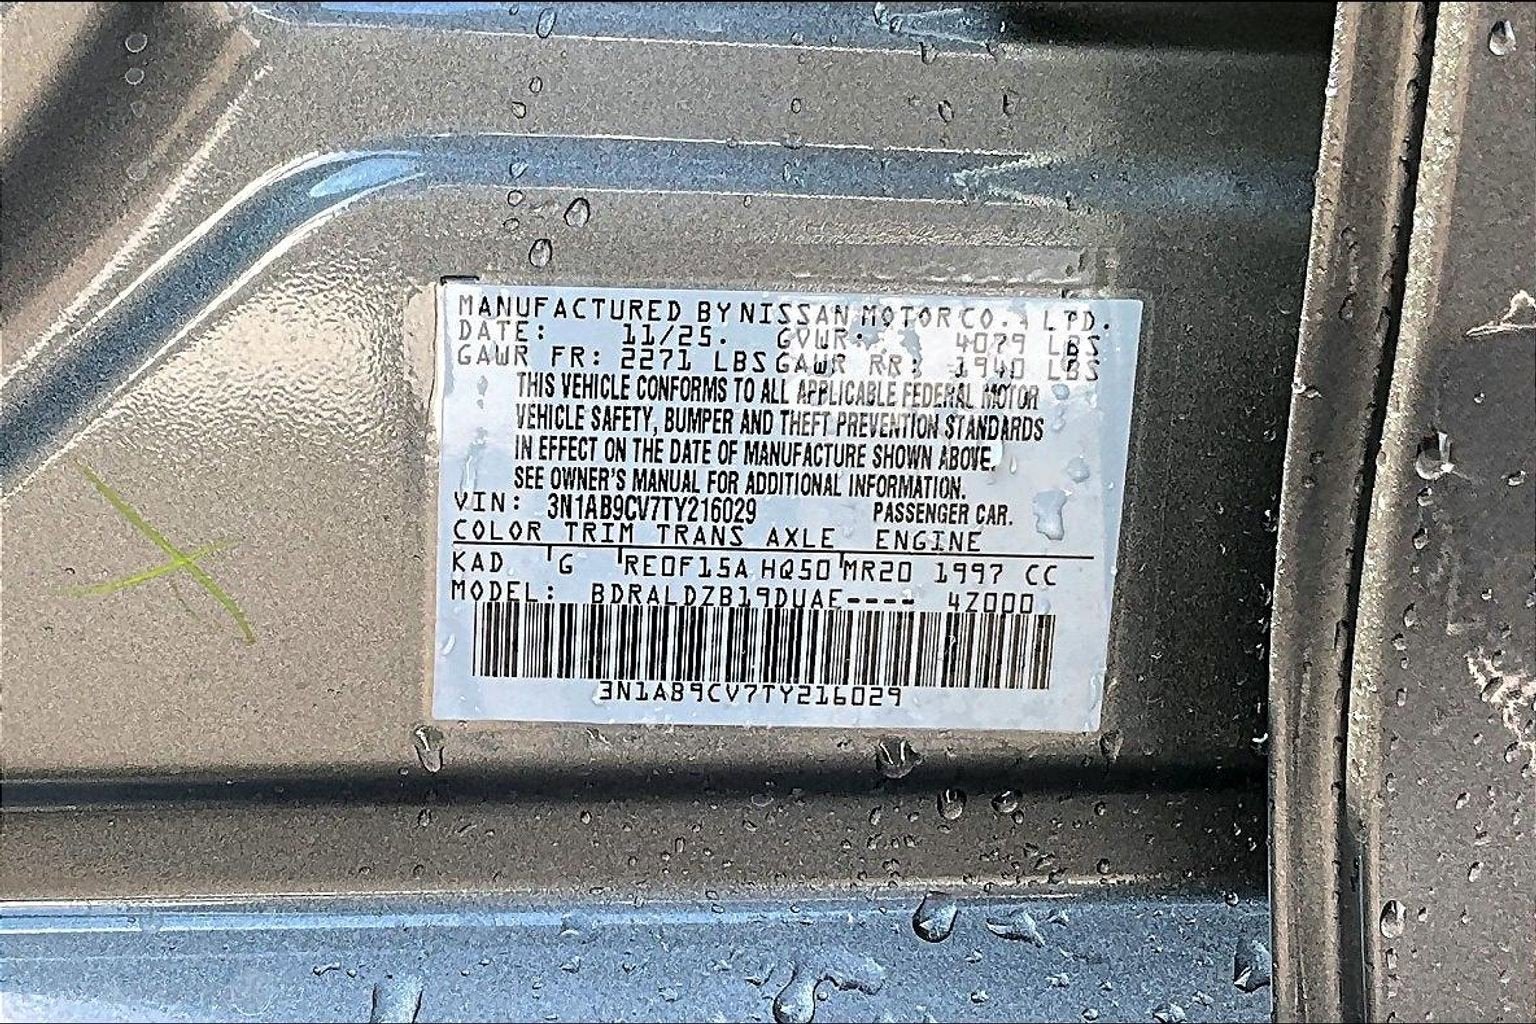 MANUFACTURED BY NISSAN MOTOR CO., LTD.
DATE: 11/25. GVWR: 4079 LBS
GAWR FR: 2271 LBS GAWR RR: 1940 LBS
THIS VEHICLE CONFORMS TO ALL APPLICABLE FEDERAL MOTOR
VEHICLE SAFETY, BUMPER AND THEFT PREVENTION STANDARDS
IN EFFECT ON THE DATE OF MANUFACTURE SHOWN ABOVE.
SEE OWNER'S MANUAL FOR ADDITIONAL INFORMATION.
VIN: 3N1AB9CV7TY216029 PASSENGER CAR.
COLOR TRIM TRANS AXLE ENGINE
KAD G RE0F15A HQ50 MR20 1997 CC
MODEL: BDRALDZB19DUAE---- 4Z000
3N1AB9CV7TY216029